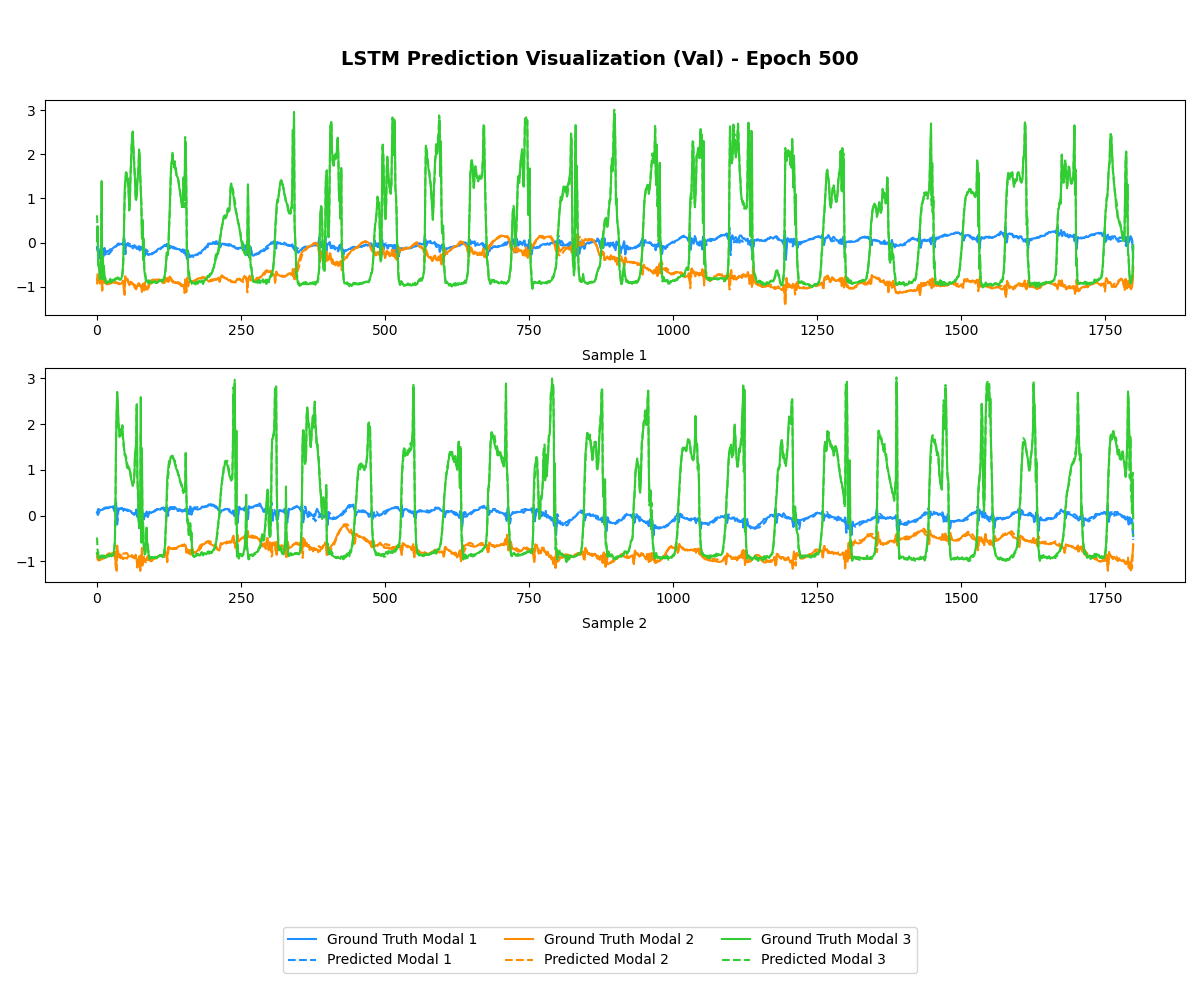 LSTM Prediction Visualization (Val) - Epoch 500
3
2
1
0
−1
0 250 500 750 1000 1250 1500 1750
Sample 1
3
2
1
0
−1
0 250 500 750 1000 1250 1500 1750
Sample 2
Ground Truth Modal 1 Ground Truth Modal 2 Ground Truth Modal 3
Predicted Modal 1 Predicted Modal 2 Predicted Modal 3